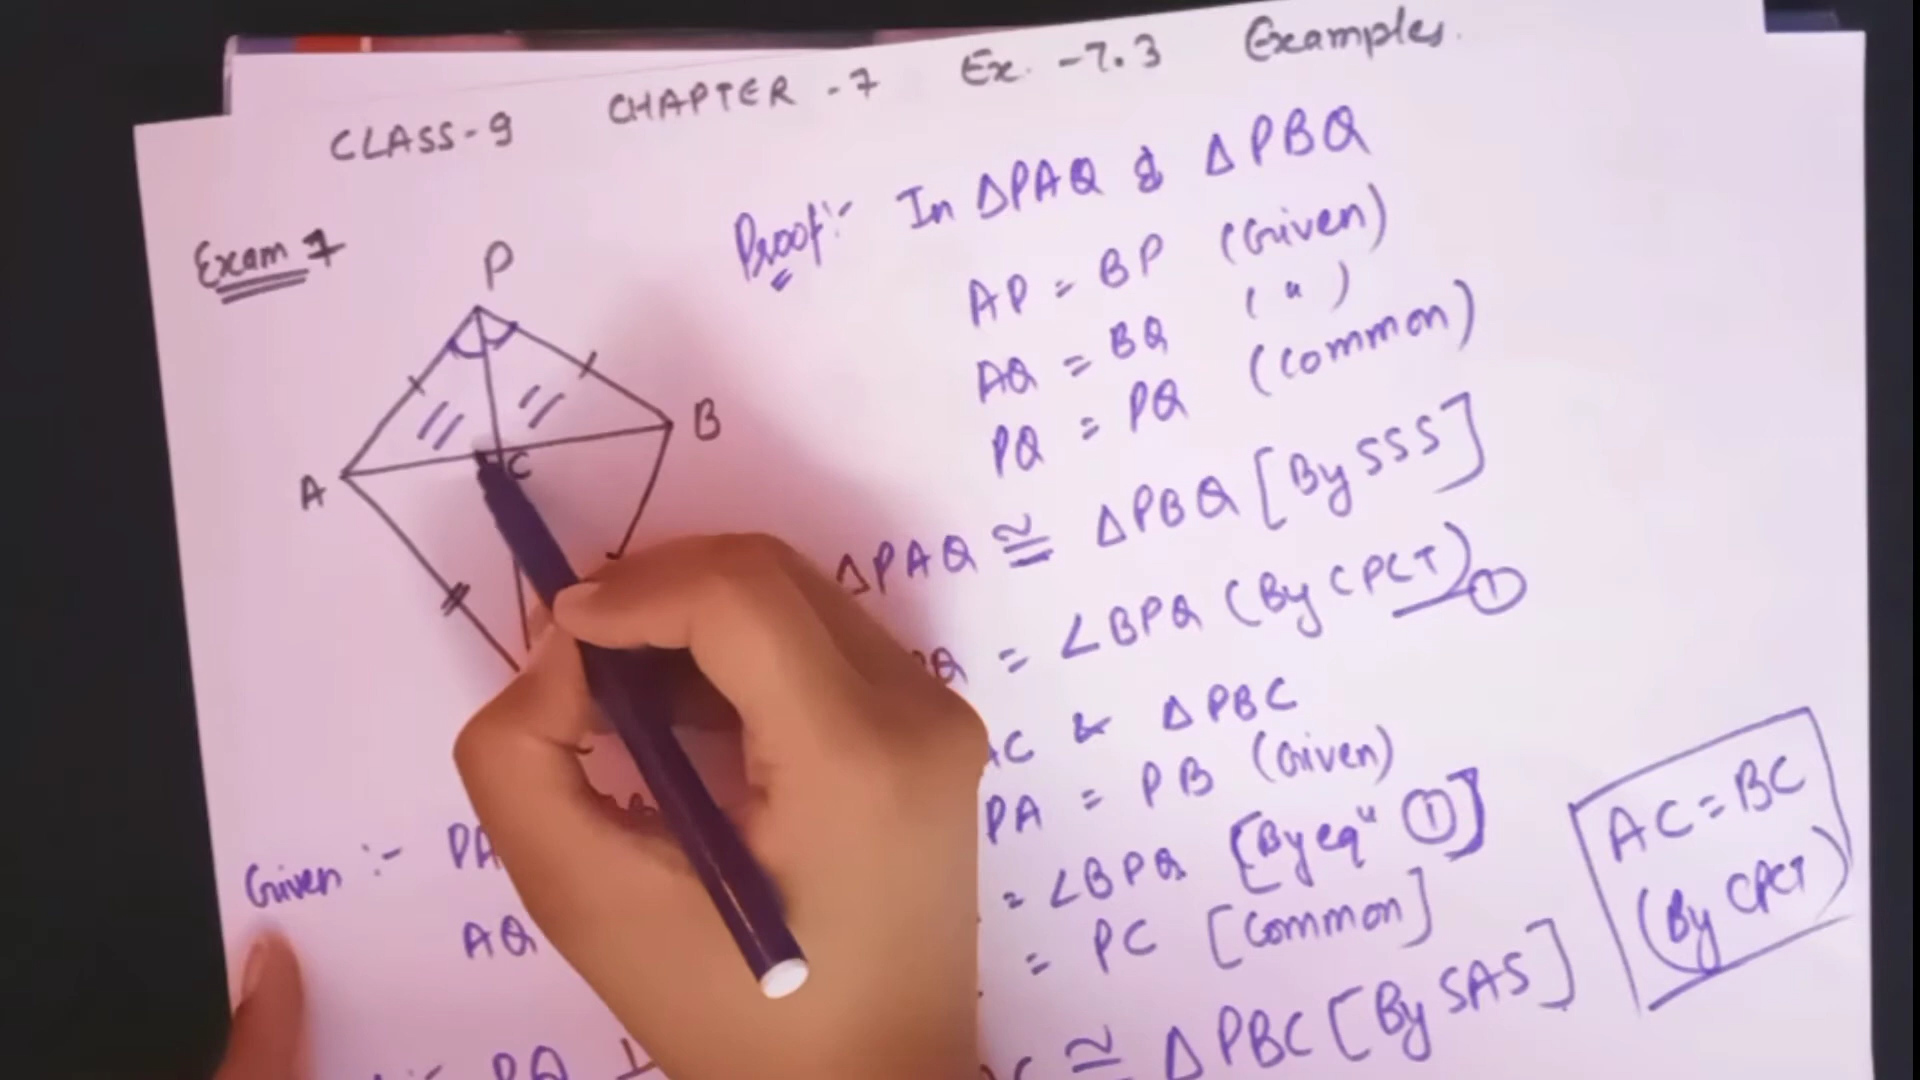 CLASS-9 CHAPTER -7 Ex. -7.3 Examples.
Exam 7
P
A
B
C
Given :- PA
AQ
PQ ⊥
Proof:- In ΔPAQ & ΔPBQ
AP = BP (Given)
AQ = BQ ( " )
PQ = PQ (Common)
ΔPAQ ≅ ΔPBQ [By SSS]
= ∠BPQ (By CPCT) ①
C & ΔPBC
PA = PB (Given)
= ∠BPQ [By eqⁿ ①]
= PC [Common]
C ≅ ΔPBC [By SAS]
AC = BC
(By CPCT)